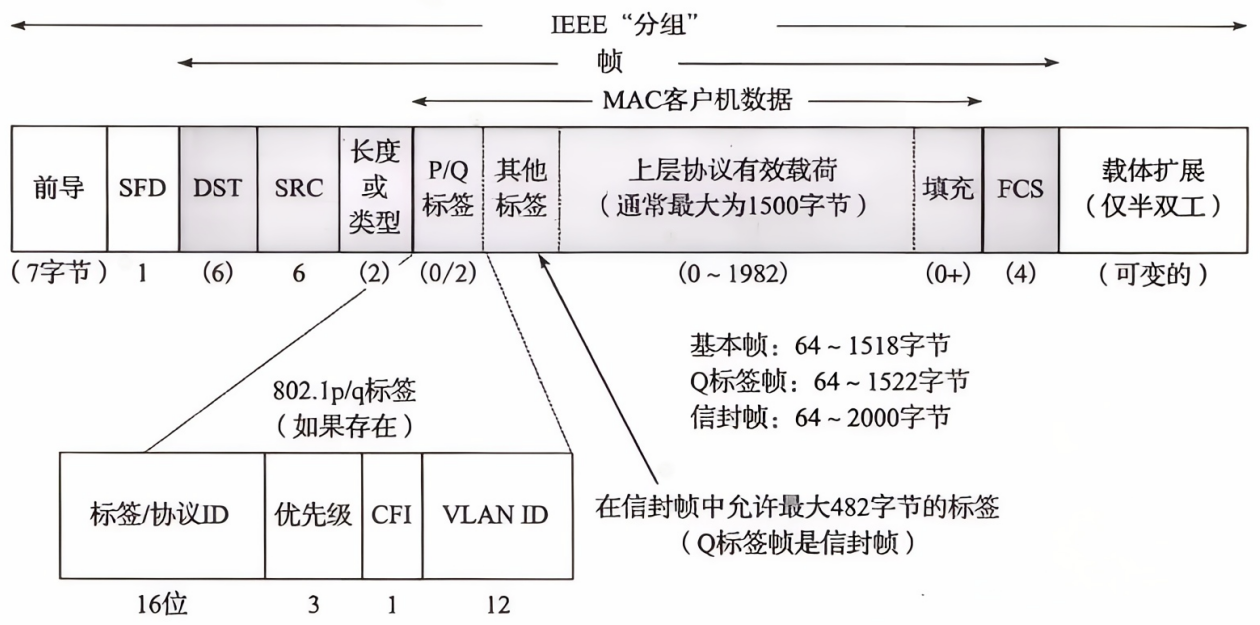 IEEE“分组”
帧
MAC客户机数据
前导
SFD
DST
SRC
长度
或
类型
P/Q
标签
其他
标签
上层协议有效载荷
（通常最大为1500字节）
填充
FCS
载体扩展
（仅半双工）
（7字节）
1
(6)
6
(2)
(0/2)
(0～1982)
(0+)
(4)
（可变的）
基本帧：64～1518字节
Q标签帧：64～1522字节
信封帧：64～2000字节
802.1p/q标签
（如果存在）
标签/协议ID
优先级
CFI
VLAN ID
16位
3
1
12
在信封帧中允许最大482字节的标签
（Q标签帧是信封帧）